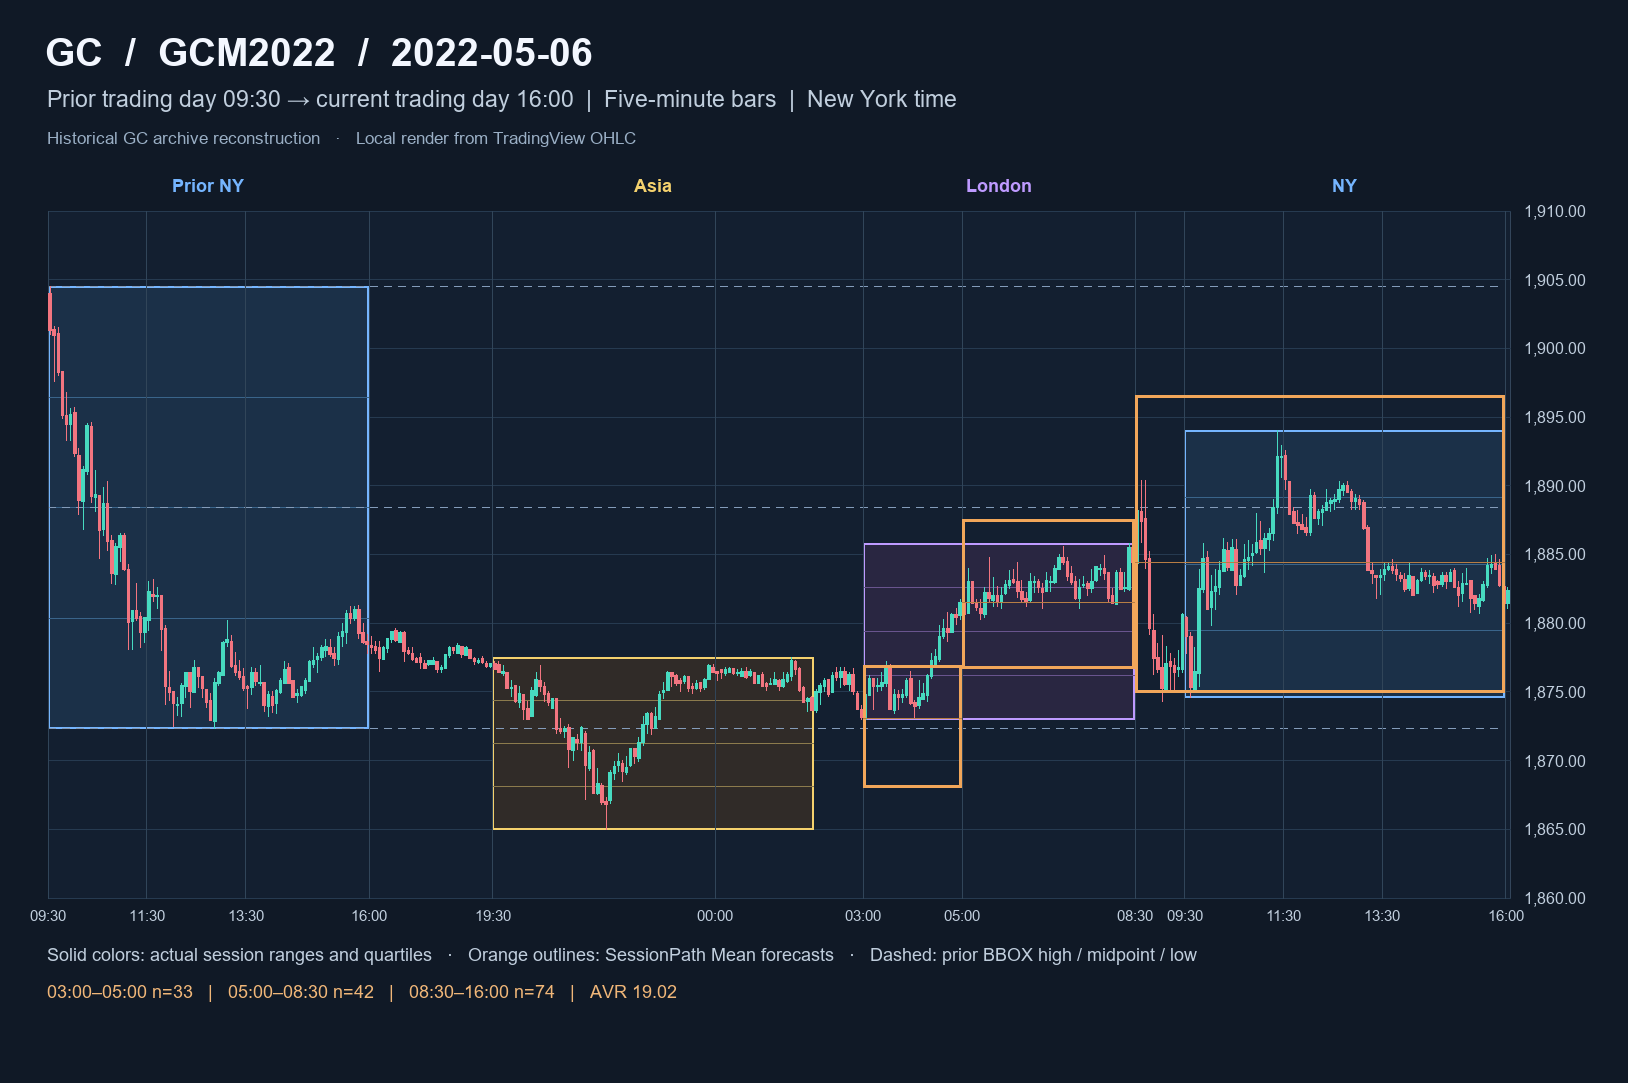 GC / GCM2022 / 2022-05-06
Prior trading day 09:30 → current trading day 16:00 | Five-minute bars | New York time
Historical GC archive reconstruction · Local render from TradingView OHLC
Prior NY Asia London NY
1,910.00
1,905.00
1,900.00
1,895.00
1,890.00
1,885.00
1,880.00
1,875.00
1,870.00
1,865.00
1,860.00
09:30 11:30 13:30 16:00 19:30 00:00 03:00 05:00 08:30 09:30 11:30 13:30 16:00
Solid colors: actual session ranges and quartiles · Orange outlines: SessionPath Mean forecasts · Dashed: prior BBOX high / midpoint / low
03:00–05:00 n=33 | 05:00–08:30 n=42 | 08:30–16:00 n=74 | AVR 19.02